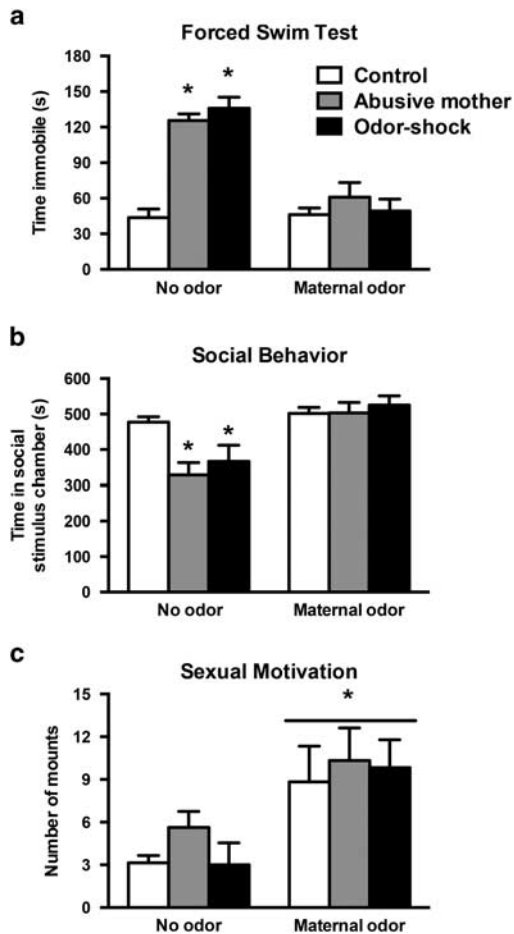 a
Forced Swim Test
Time immobile (s)
180
150
120
90
60
30
0
* *
Control
Abusive mother
Odor-shock
No odor
Maternal odor
b
Social Behavior
Time in social
stimulus chamber (s)
600
500
400
300
200
100
0
* *
No odor
Maternal odor
c
Sexual Motivation
Number of mounts
15
12
9
6
3
0
*
No odor
Maternal odor